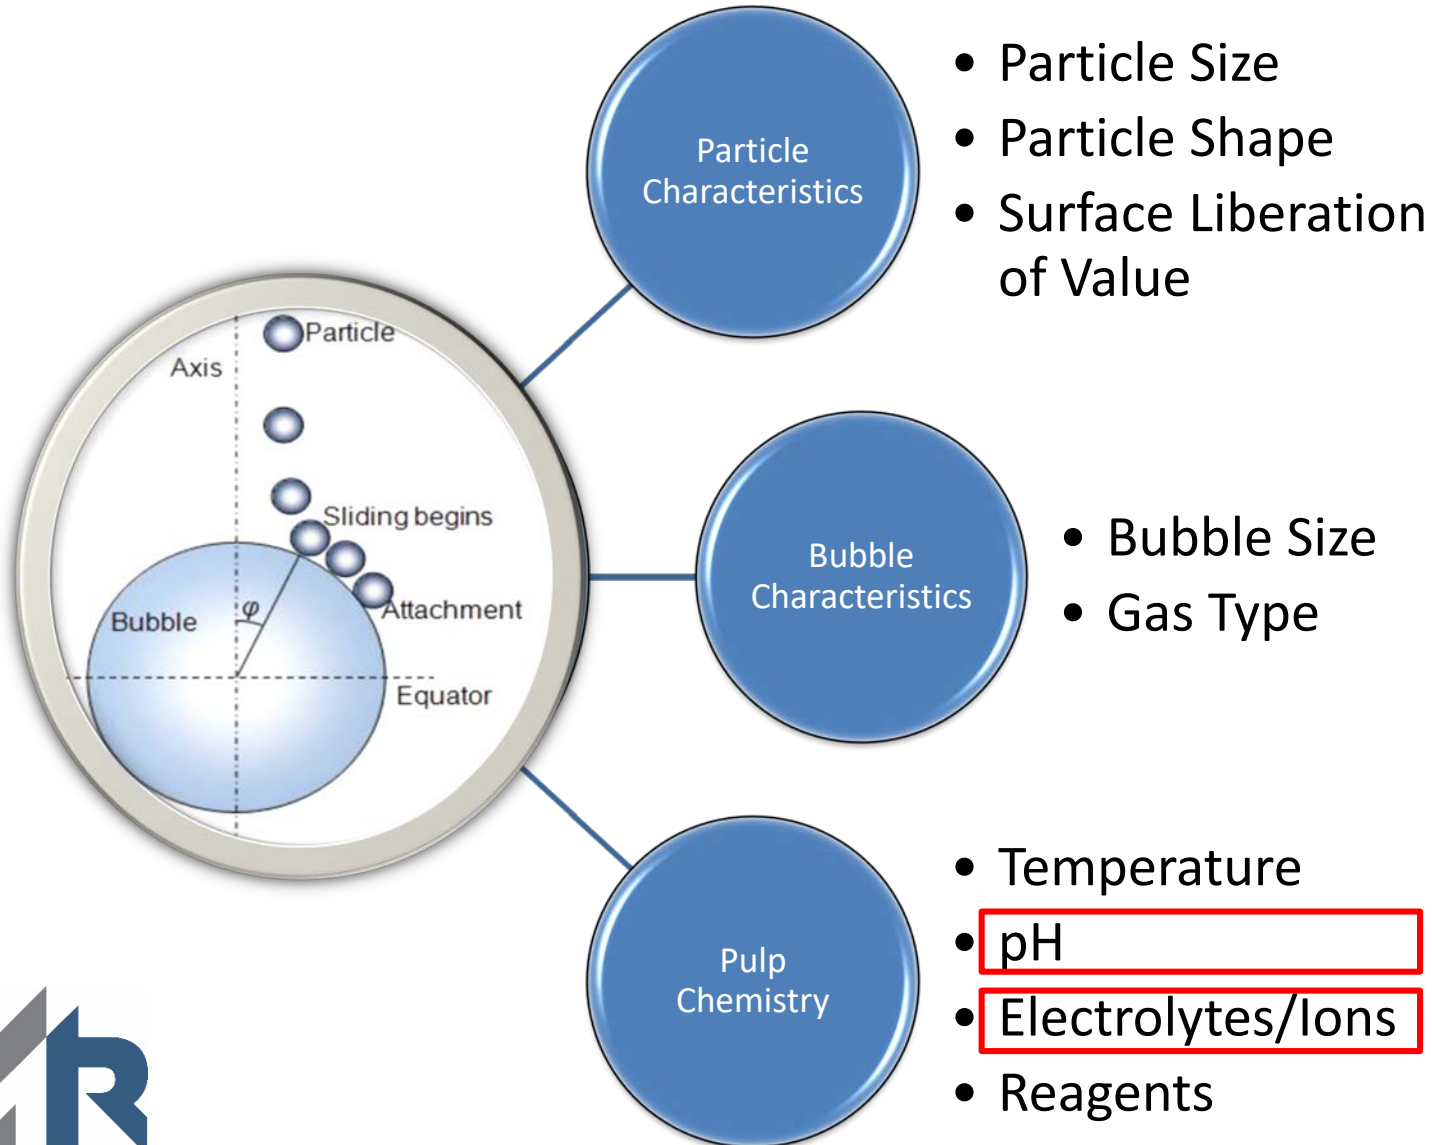 Particle
Axis
Sliding begins
Attachment
Bubble
φ
Equator
Particle
Characteristics
• Particle Size
• Particle Shape
• Surface Liberation
of Value
Bubble
Characteristics
• Bubble Size
• Gas Type
Pulp
Chemistry
• Temperature
• pH
• Electrolytes/Ions
• Reagents
R